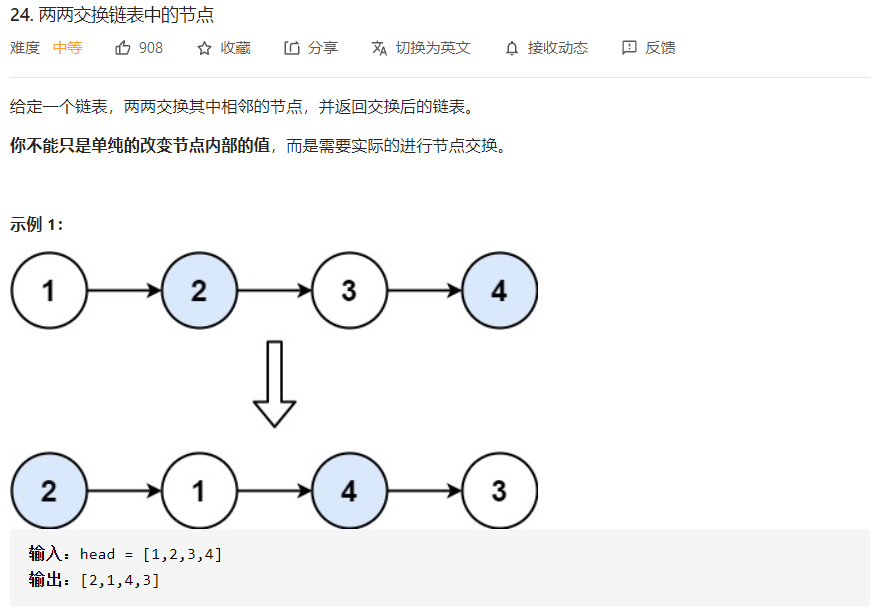 24. 两两交换链表中的节点
难度 中等 908 收藏 分享 切换为英文 接收动态 反馈
给定一个链表，两两交换其中相邻的节点，并返回交换后的链表。
你不能只是单纯的改变节点内部的值，而是需要实际的进行节点交换。
示例 1：
1 2 3 4
2 1 4 3
输入：head = [1,2,3,4]
输出：[2,1,4,3]